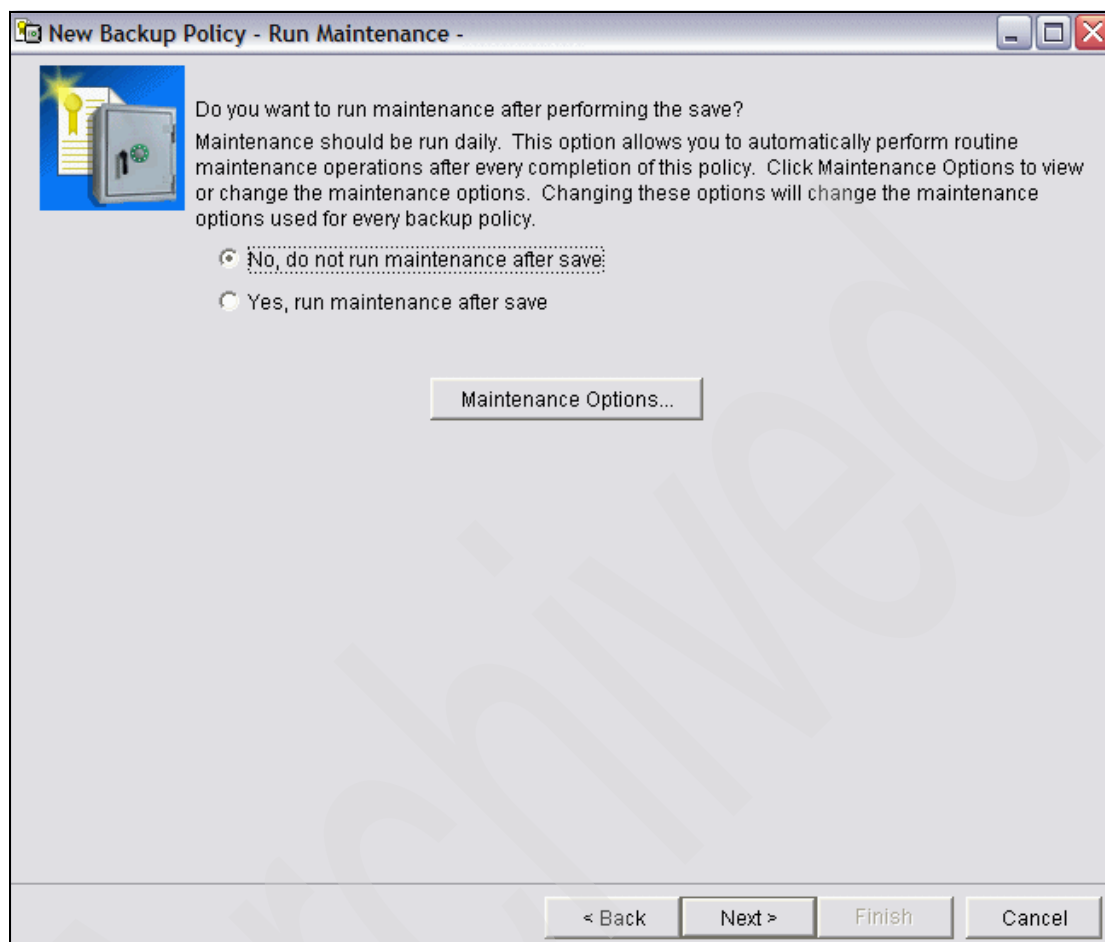 New Backup Policy - Run Maintenance -
Do you want to run maintenance after performing the save?
Maintenance should be run daily. This option allows you to automatically perform routine
maintenance operations after every completion of this policy. Click Maintenance Options to view
or change the maintenance options. Changing these options will change the maintenance
options used for every backup policy.
No, do not run maintenance after save
Yes, run maintenance after save
Maintenance Options...
< Back
Next >
Finish
Cancel
Archived